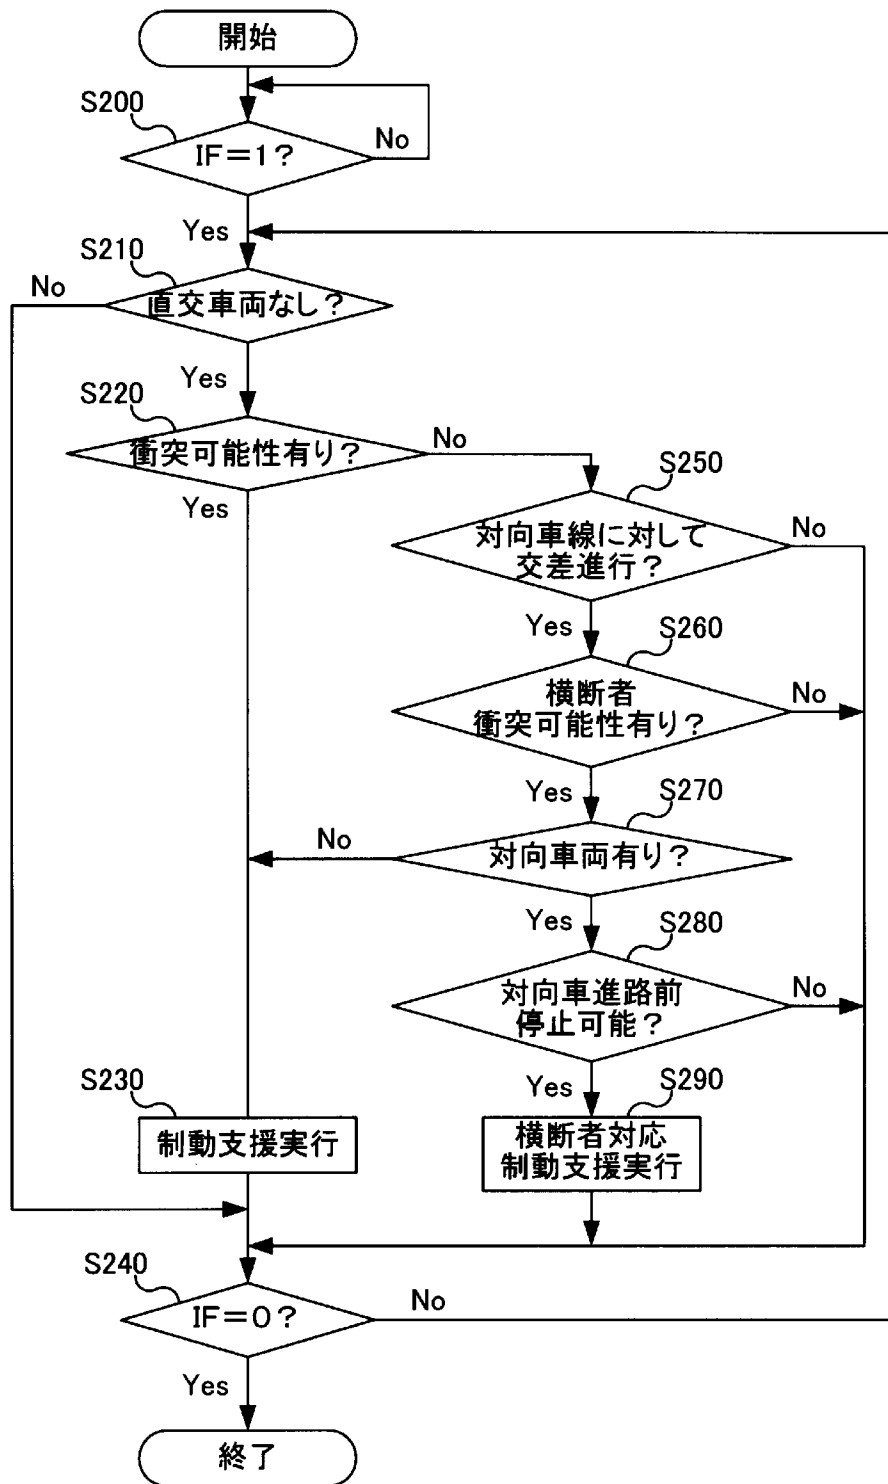 開始
S200
IF=1?
No
Yes
S210
No
直交車両なし?
Yes
S220
衝突可能性有り?
No
Yes
S250
対向車線に対して
交差進行?
No
Yes
S260
横断者
衝突可能性有り?
No
Yes
S270
No
対向車両有り?
Yes
S280
対向車進路前
停止可能?
No
Yes
S230
制動支援実行
S290
横断者対応
制動支援実行
S240
IF=0?
No
Yes
終了